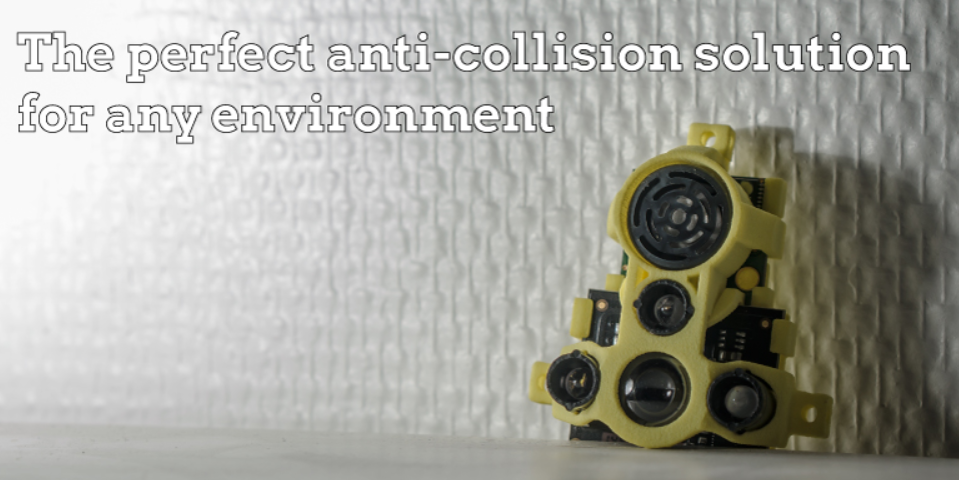 The perfect anti-collision solution
for any environment